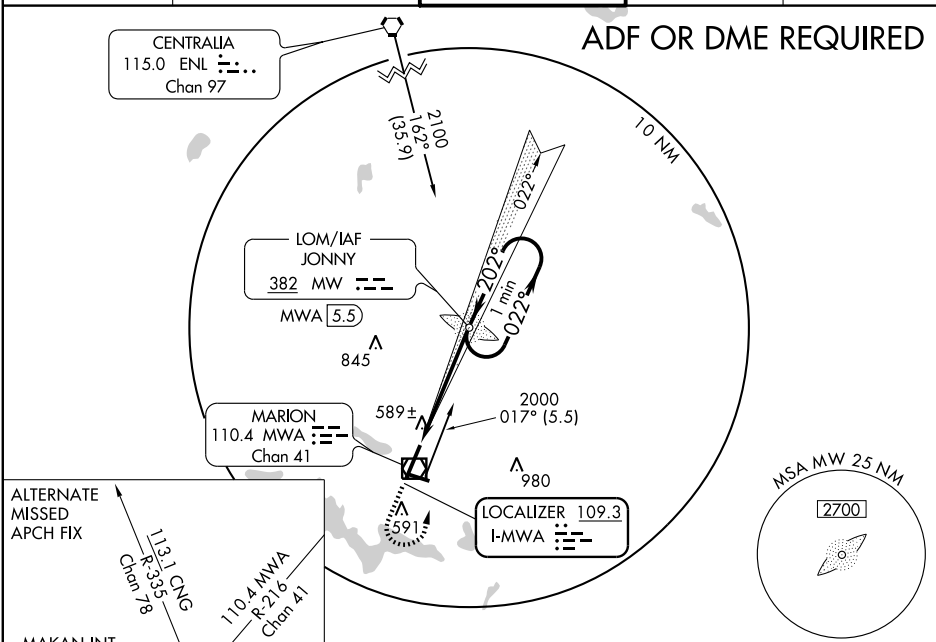 ADF OR DME REQUIRED
CENTRALIA
115.0 ENL
Chan 97
2100
162°
(35.9)
10 NM
022°
LOM/IAF
JONNY
382 MW
MWA 5.5
202°
1 min
022°
845
589±
2000
017° (5.5)
MARION
110.4 MWA
Chan 41
980
591
LOCALIZER 109.3
I-MWA
MSA MW 25 NM
2700
ALTERNATE
MISSED
APCH FIX
113.1 CNG
R-335
Chan 78
110.4 MWA
R-216
Chan 41
MAKAN INT